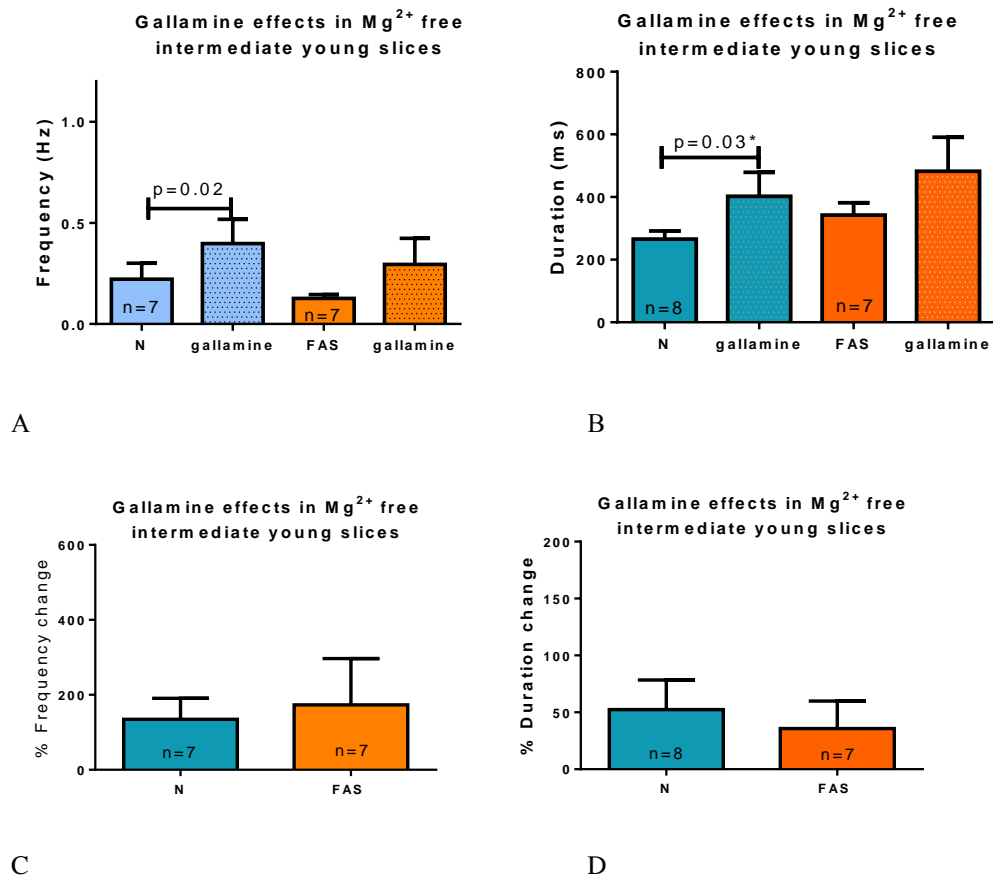 Gallamine effects in Mg2+ free
intermediate young slices
Frequency (Hz)
1.0
0.5
0.0
p=0.02
n=7
n=7
N
gallamine
FAS
gallamine
A
Gallamine effects in Mg2+ free
intermediate young slices
Duration (ms)
800
600
400
200
0
p=0.03*
n=8
n=7
N
gallamine
FAS
gallamine
B
Gallamine effects in Mg2+ free
intermediate young slices
% Frequency change
600
400
200
0
n=7
n=7
N
FAS
C
Gallamine effects in Mg2+ free
intermediate young slices
% Duration change
200
150
100
50
0
n=8
n=7
N
FAS
D